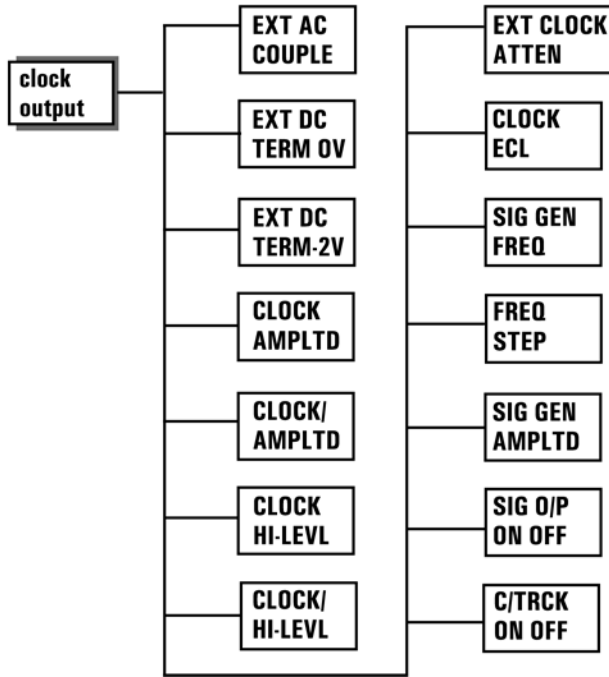 clock
output
EXT AC
COUPLE
EXT DC
TERM 0V
EXT DC
TERM-2V
CLOCK
AMPLTD
CLOCK/
AMPLTD
CLOCK
HI-LEVL
CLOCK/
HI-LEVL
EXT CLOCK
ATTEN
CLOCK
ECL
SIG GEN
FREQ
FREQ
STEP
SIG GEN
AMPLTD
SIG O/P
ON OFF
C/TRCK
ON OFF